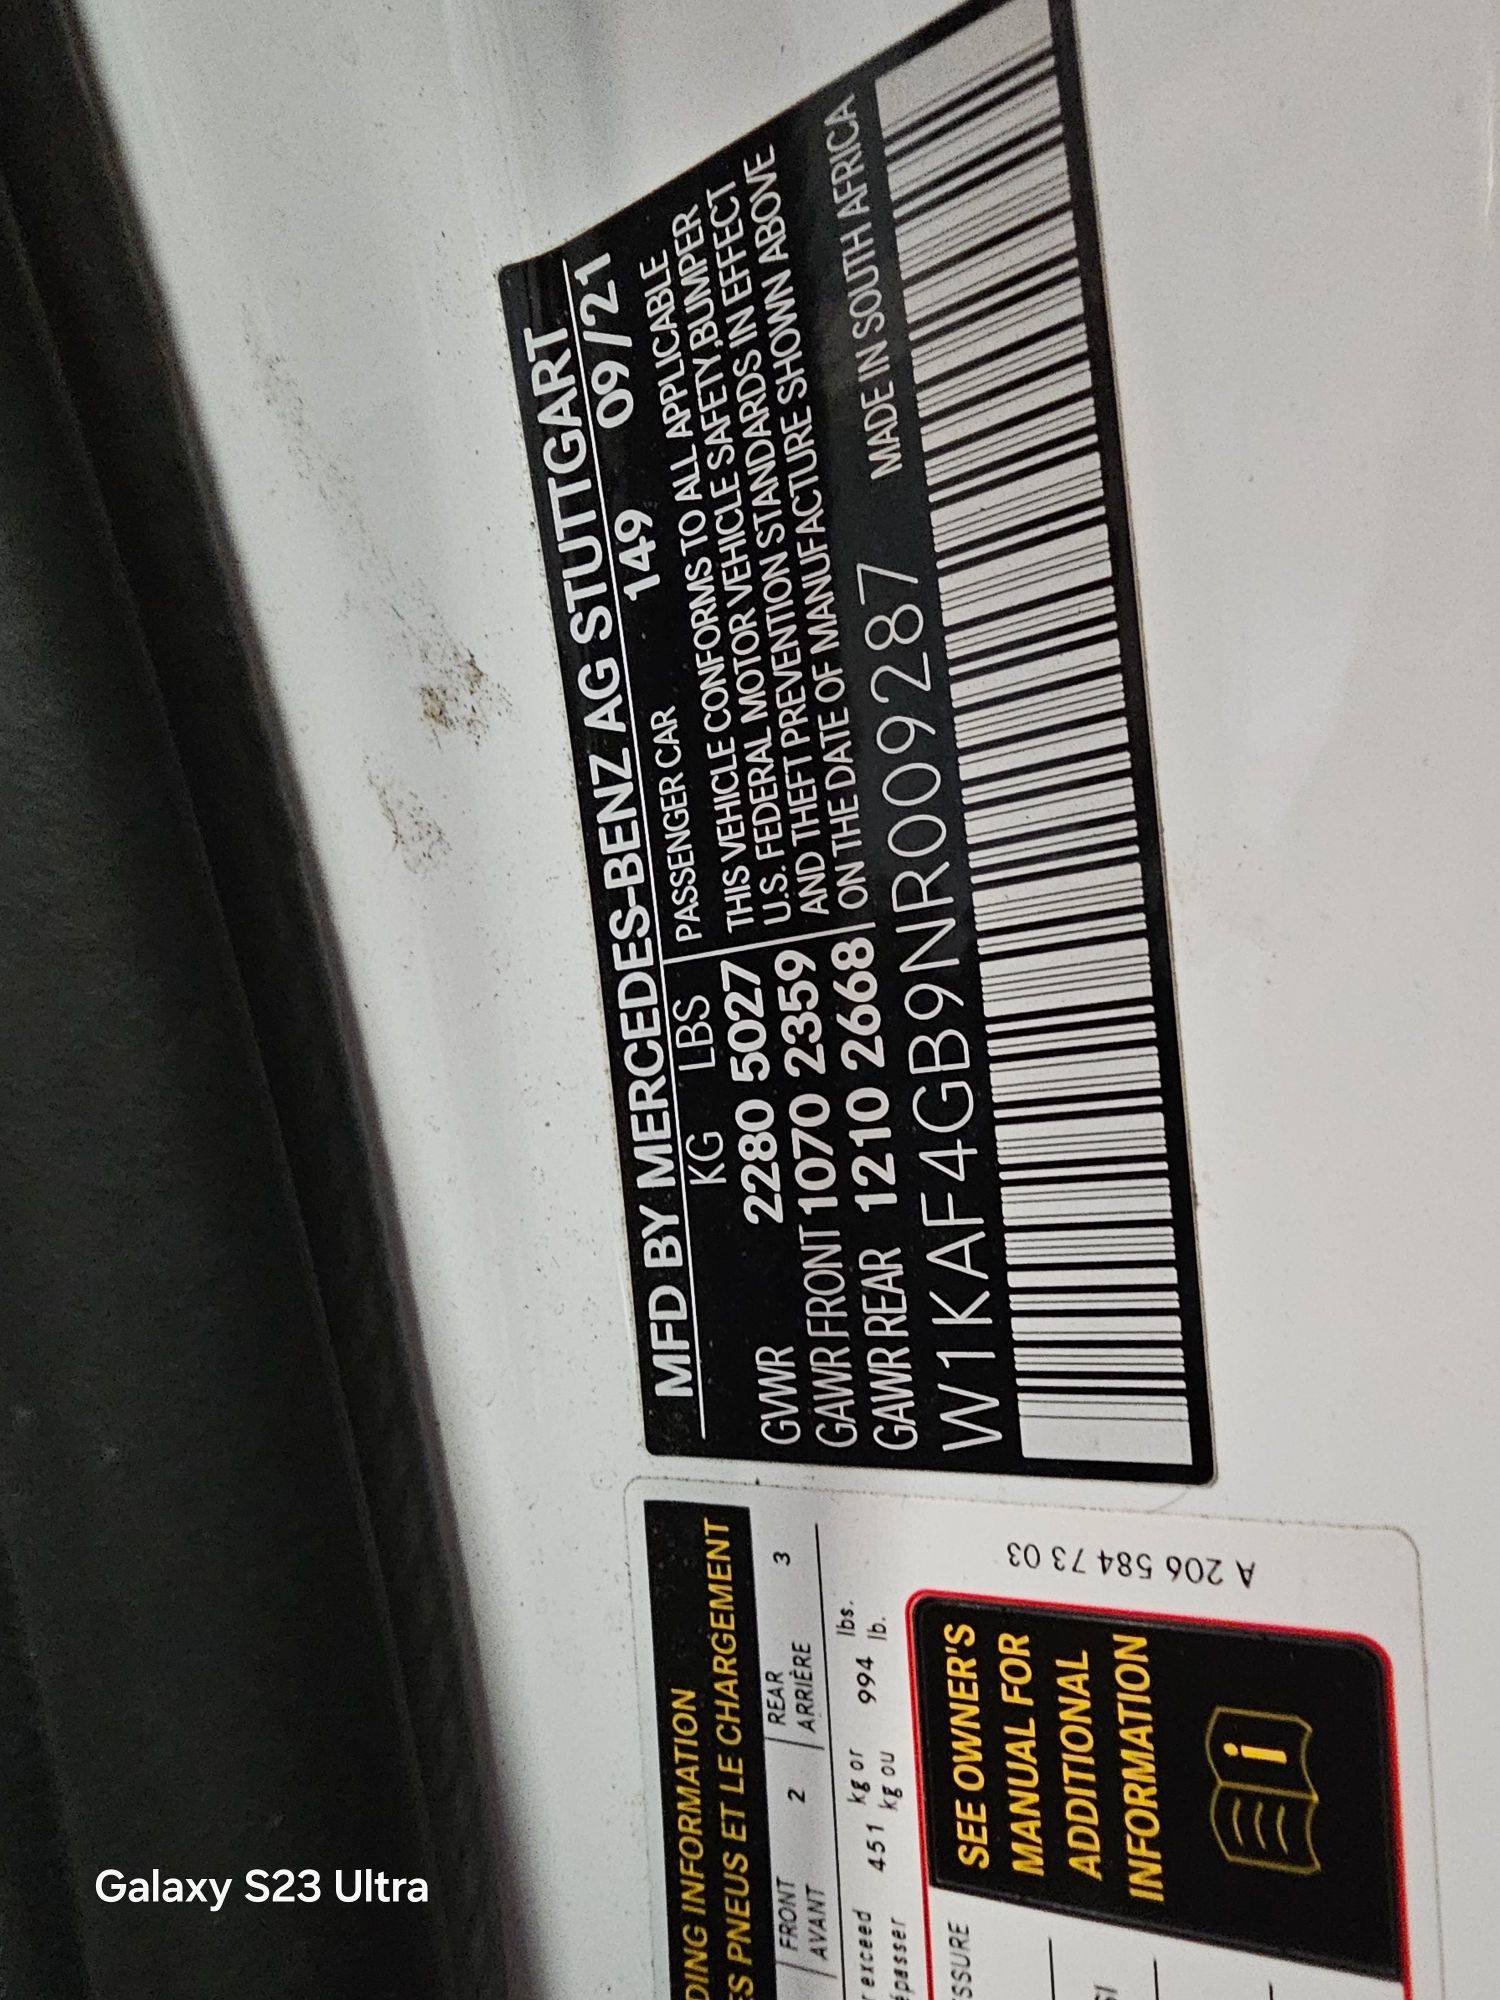 MFD BY MERCEDES-BENZ AG STUTTGART
KG LBS PASSENGER CAR 149 09/21
GVWR 2280 5027 THIS VEHICLE CONFORMS TO ALL APPLICABLE
U.S. FEDERAL MOTOR VEHICLE SAFETY,BUMPER
GAWR FRONT 1070 2359 AND THEFT PREVENTION STANDARDS IN EFFECT
GAWR REAR 1210 2668 ON THE DATE OF MANUFACTURE SHOWN ABOVE
W1KAF4GB9NR009287 MADE IN SOUTH AFRICA
DING INFORMATION
ES PNEUS ET LE CHARGEMENT
FRONT 2 REAR 3
AVANT ARRIÈRE
r exceed 451 kg or 994 lbs.
épasser kg ou lb.
SSURE
SI
SEE OWNER'S
MANUAL FOR
ADDITIONAL
INFORMATION
i
A 206 584 73 03
Galaxy S23 Ultra